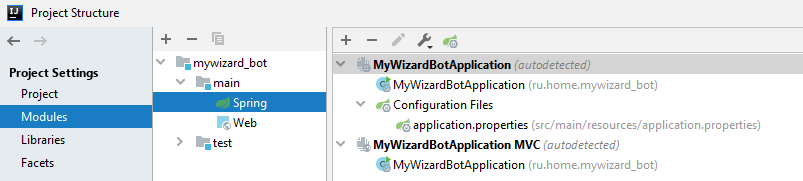 Project Structure
Project Settings
Project
Modules
Libraries
Facets
mywizard_bot
main
Spring
Web
test
MyWizardBotApplication (autodetected)
MyWizardBotApplication (ru.home.mywizard_bot)
Configuration Files
application.properties (src/main/resources/application.properties)
MyWizardBotApplication MVC (autodetected)
MyWizardBotApplication (ru.home.mywizard_bot)